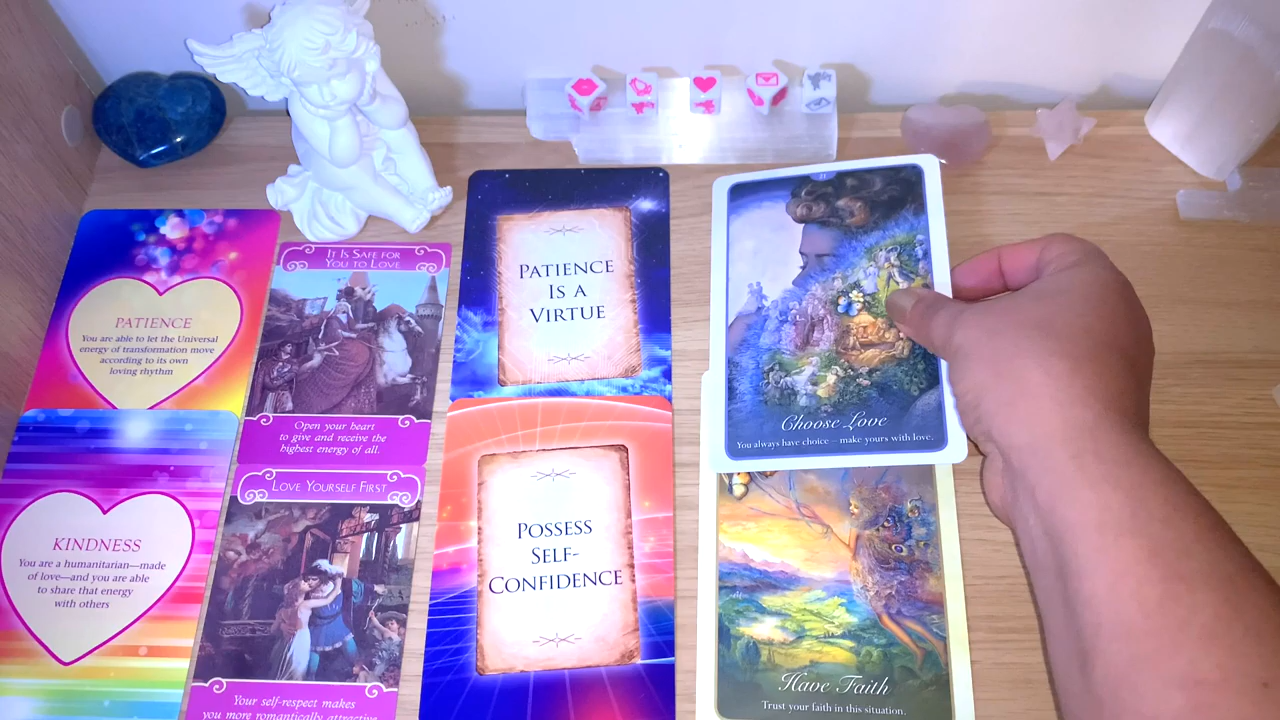 PATIENCE
You are able to let the Universal
energy of transformation move
according to its own
loving rhythm
KINDNESS
You are a humanitarian—made
of love—and you are able
to share that energy
with others
IT IS SAFE FOR
YOU TO LOVE
Open your heart
to give and receive the
highest energy of all.
LOVE YOURSELF FIRST
Your self-respect makes
you more romantically attractive
PATIENCE
IS A
VIRTUE
POSSESS
SELF-
CONFIDENCE
21
Choose Love
You always have choice – make yours with love.
Have Faith
Trust your faith in this situation.